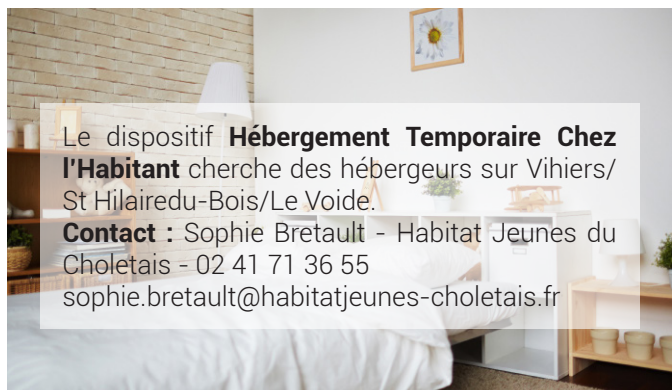 Le dispositif Hébergement Temporaire Chez
l'Habitant cherche des hébergeurs sur Vihiers/
St Hilairedu-Bois/Le Voide.
Contact : Sophie Bretault - Habitat Jeunes du
Choletais - 02 41 71 36 55
sophie.bretault@habitatjeunes-choletais.fr